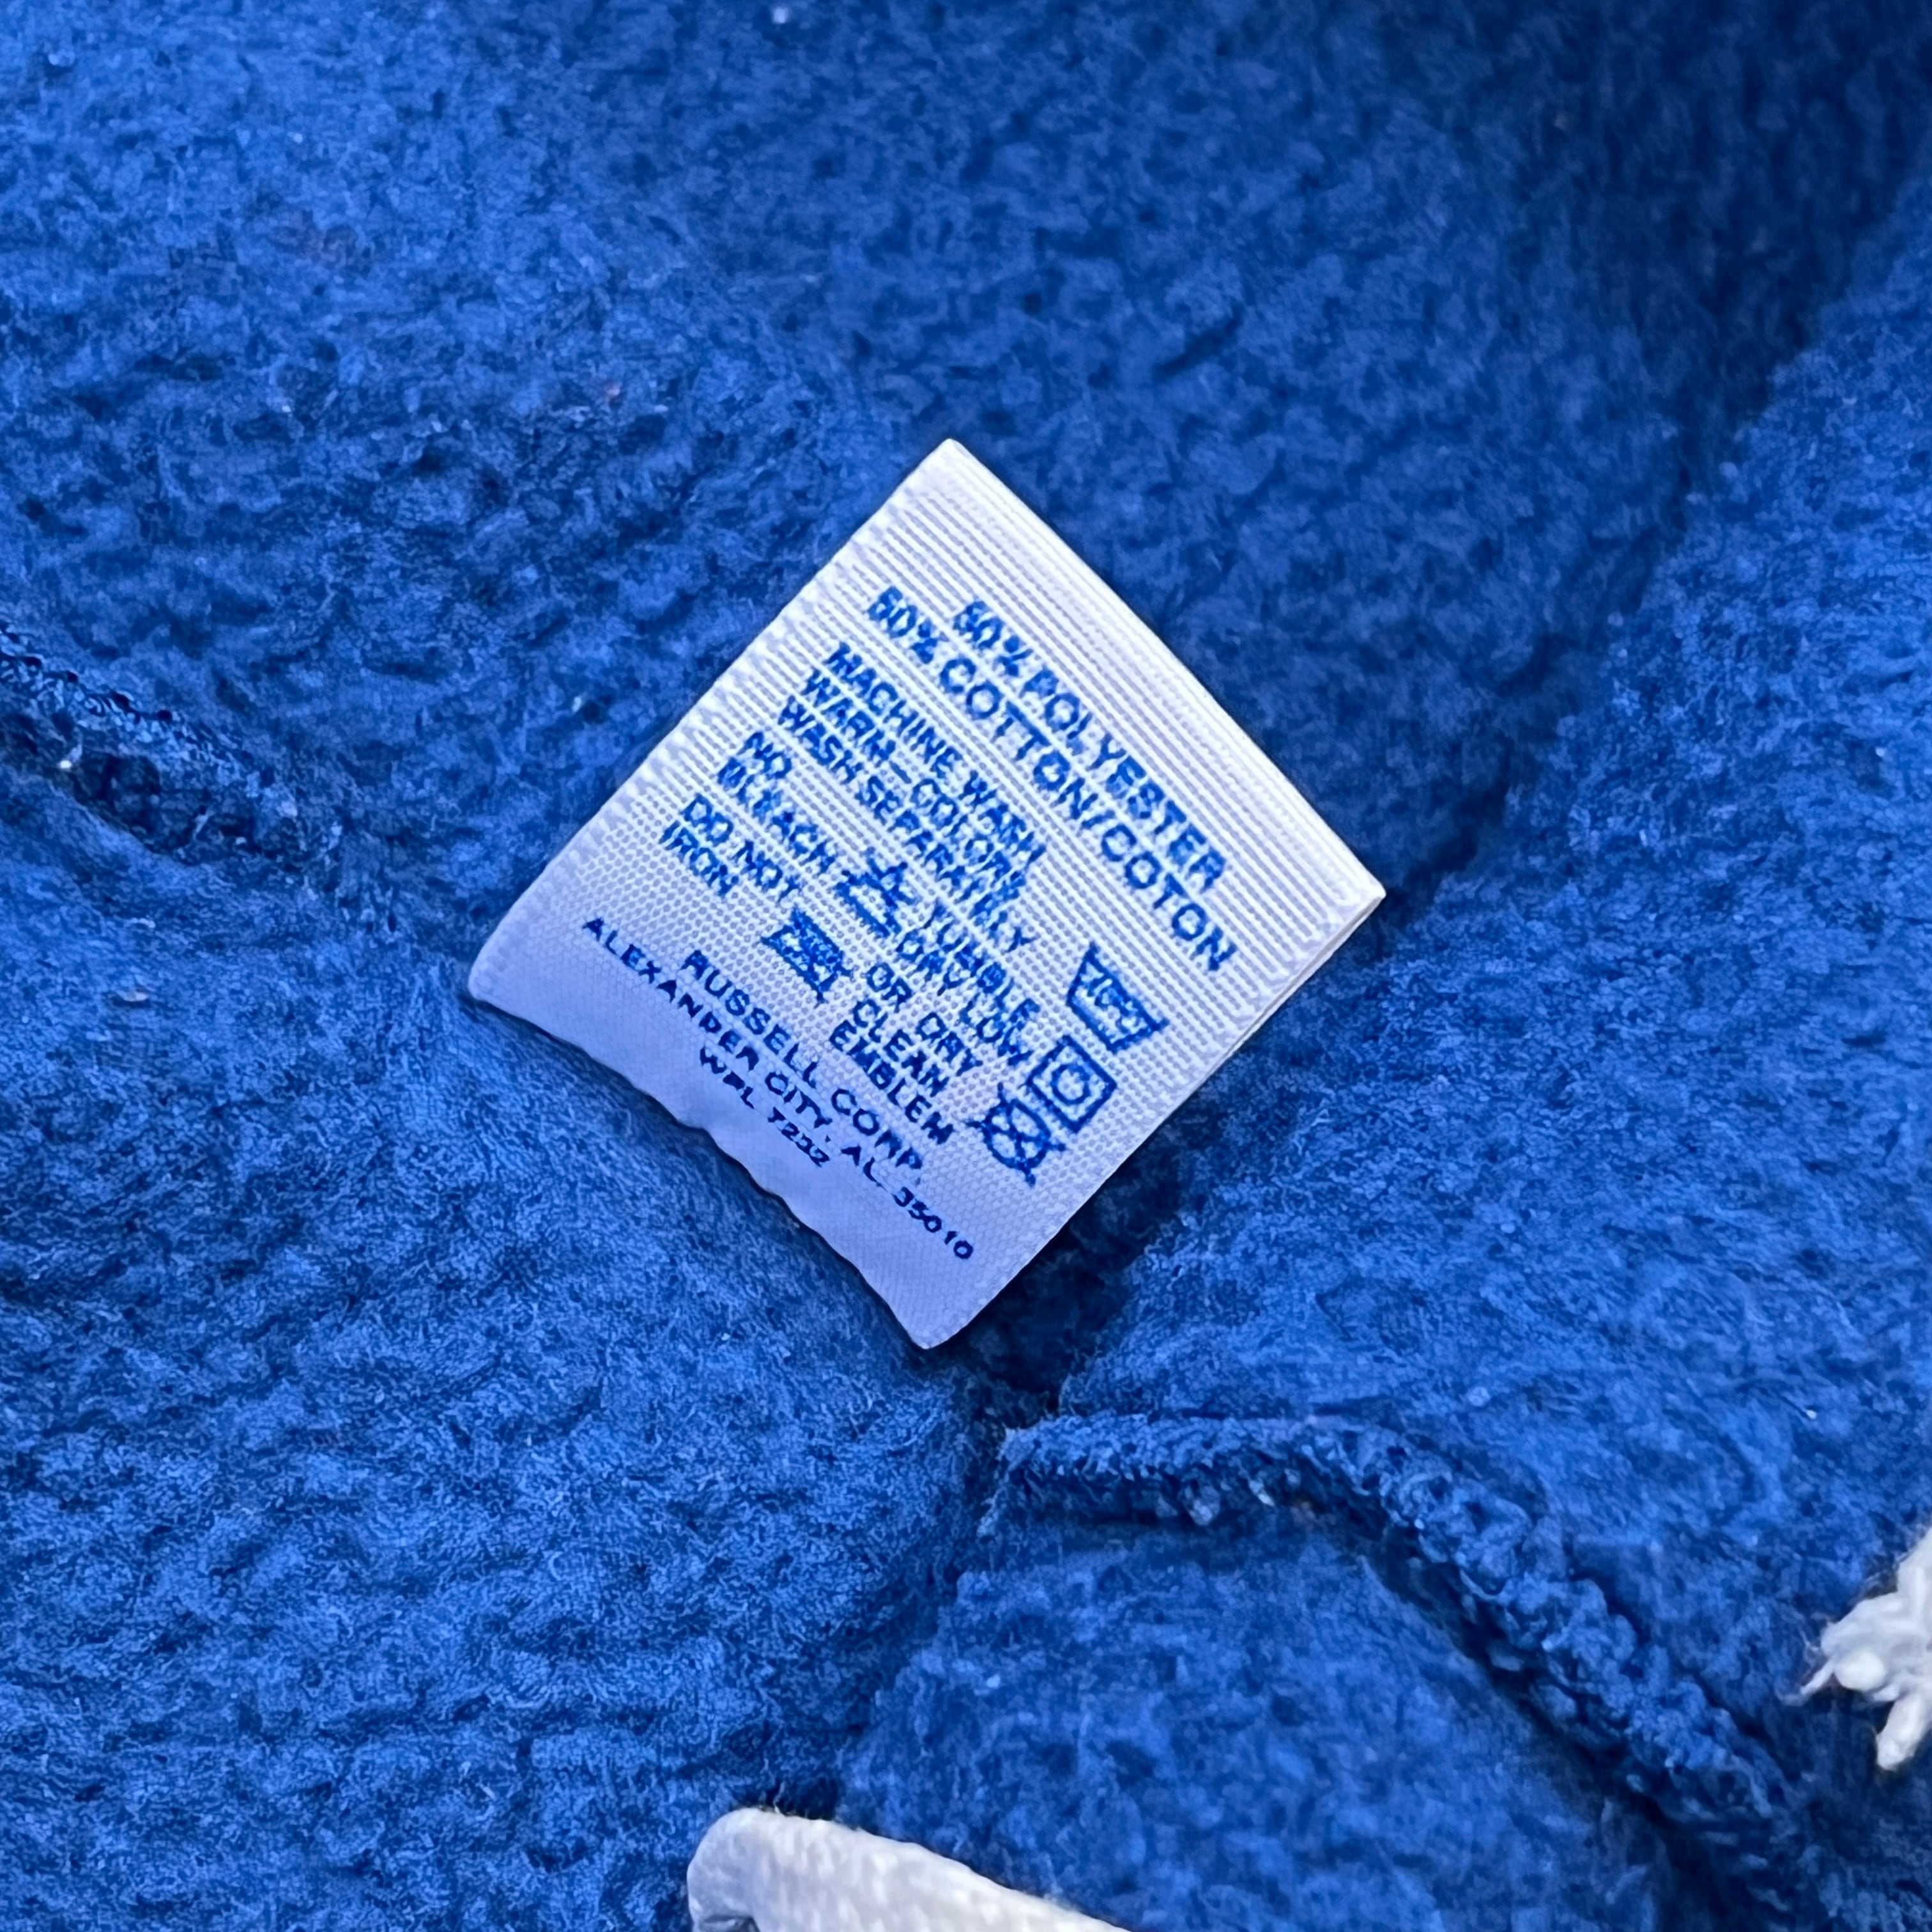 50% POLYESTER
50% COTTON/COTON
MACHINE WASH
WARM-COLORS
WASH SEPARATELY
NO
BLEACH
TUMBLE
DRY LOW
DO NOT
IRON
OR DRY
CLEAN
EMBLEM
RUSSELL CORP.
ALEXANDER CITY, AL. 35010
WPL 7232